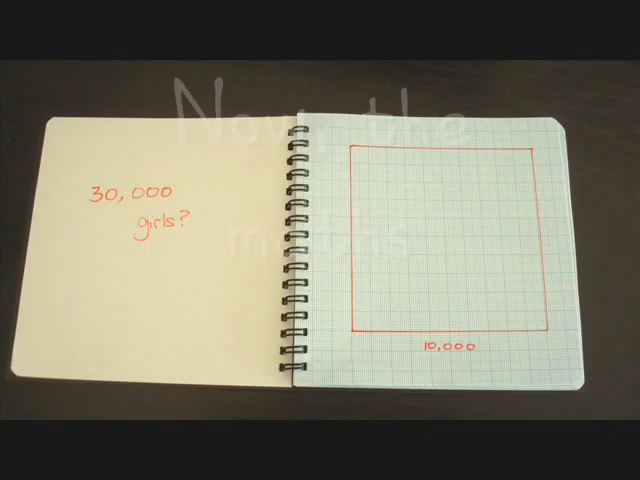 Now, the
maths
30,000
girls?
10,000